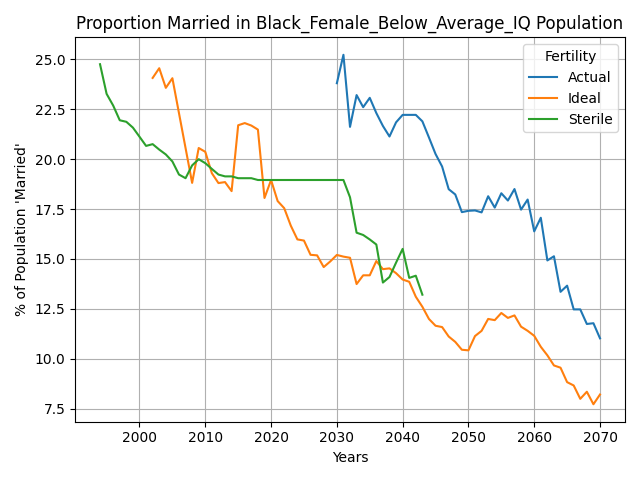 Proportion Married in Black_Female_Below_Average_IQ Population
Fertility
Actual
Ideal
Sterile
% of Population 'Married'
25.0
22.5
20.0
17.5
15.0
12.5
10.0
7.5
2000 2010 2020 2030 2040 2050 2060 2070
Years